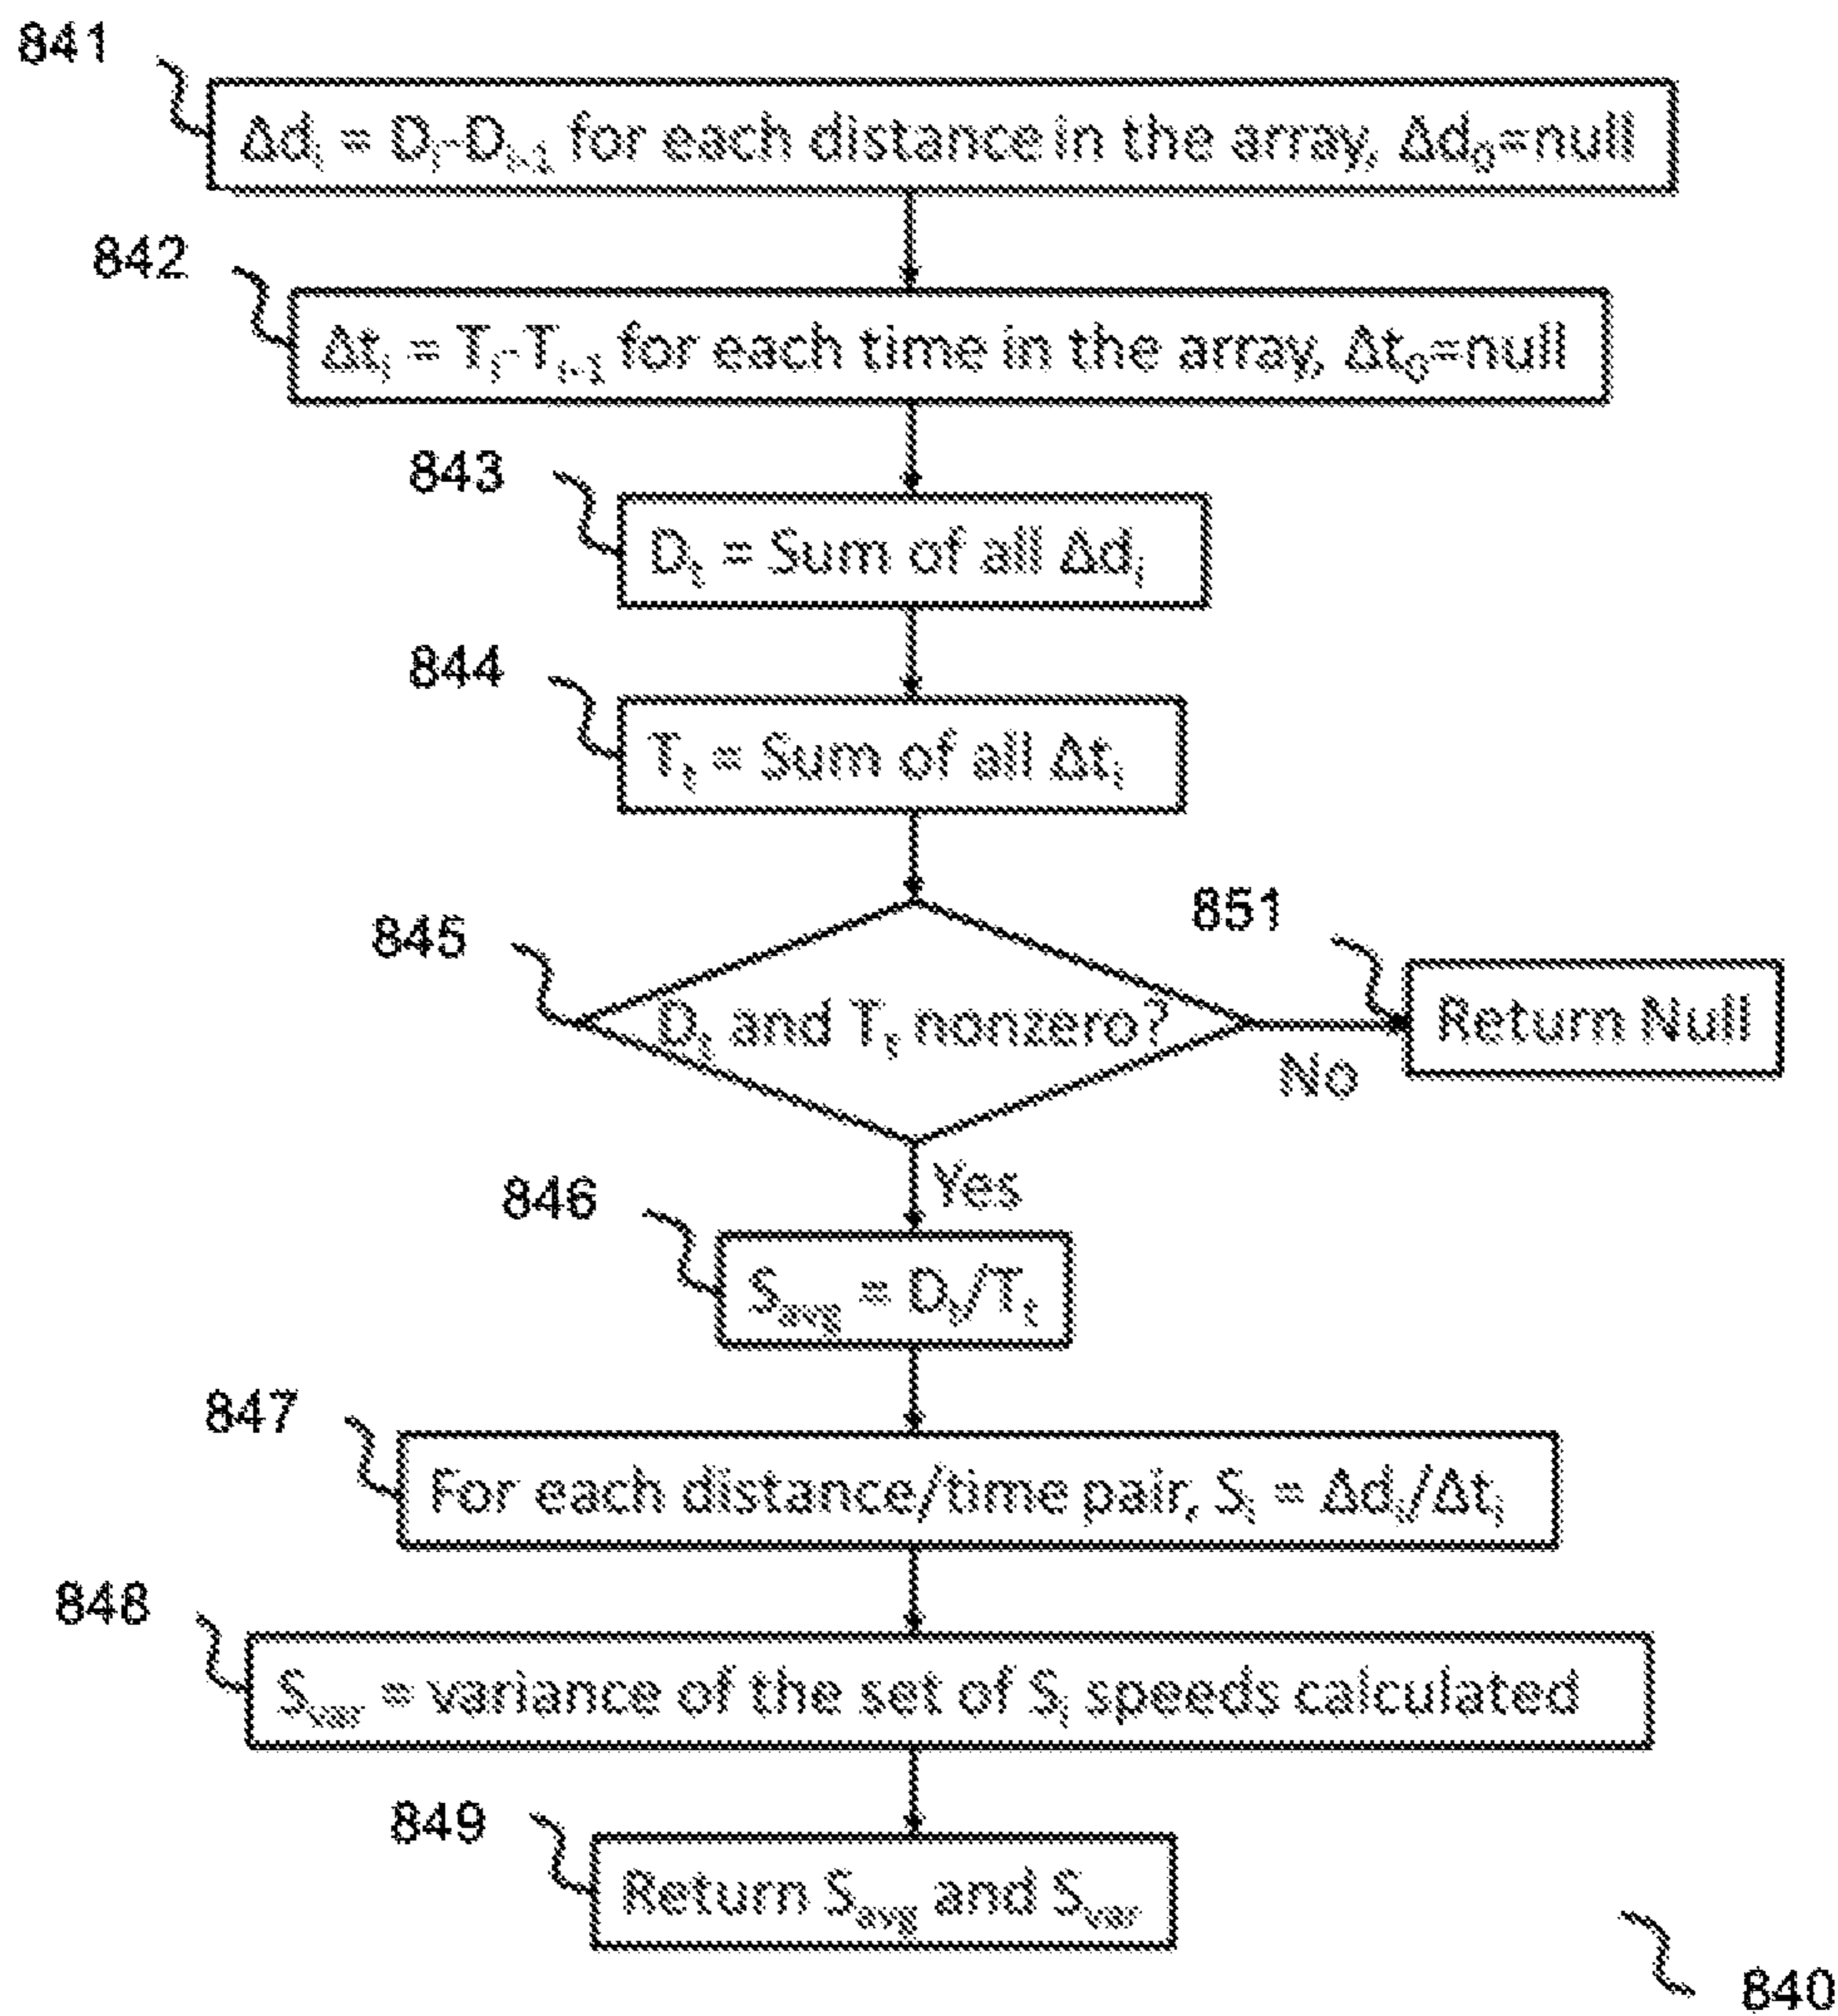 841
Δdᵢ = Dᵢ-Dᵢ₋₁ for each distance in the array, Δd₀=null
842
Δtᵢ = Tᵢ-Tᵢ₋₁ for each time in the array, Δt₀=null
843
Dₜ = Sum of all Δdᵢ
844
Tₜ = Sum of all Δtᵢ
845
Dₜ and Tₜ nonzero?
851
Return Null
No
Yes
846
Savg = Dₜ/Tₜ
847
For each distance/time pair, Sᵢ = Δdᵢ/Δtᵢ
848
Svar = variance of the set of Sᵢ speeds calculated
849
Return Savg and Svar
840